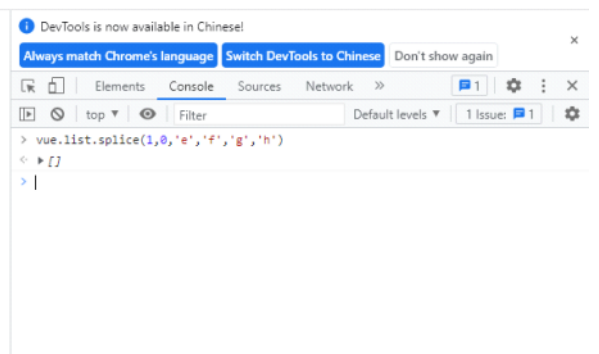 DevTools is now available in Chinese!
Always match Chrome's language Switch DevTools to Chinese Don't show again
Elements Console Sources Network » 1
top ▼ Filter Default levels ▼ 1 Issue: 1
> vue.list.splice(1,0,'e','f','g','h')
<· ▶ []
>